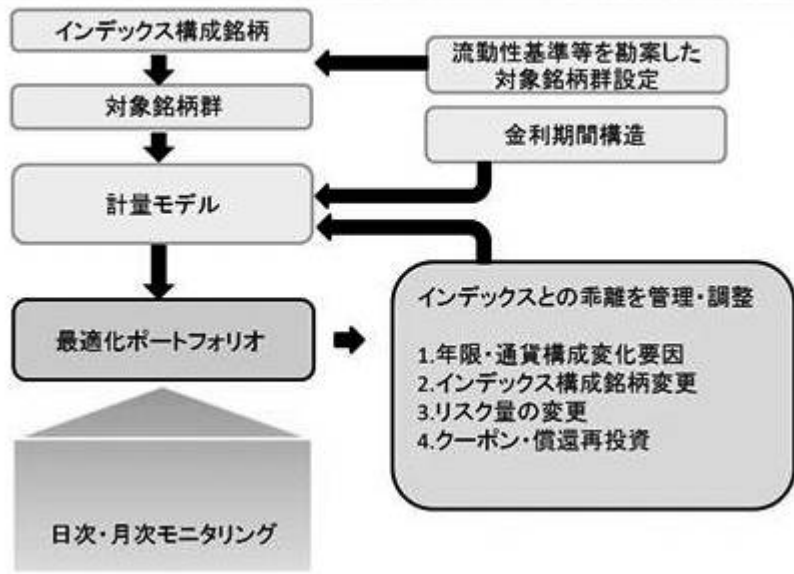 インデックス構成銘柄
流動性基準等を勘案した
対象銘柄群設定
対象銘柄群
金利期間構造
計量モデル
最適化ポートフォリオ
インデックスとの乖離を管理・調整
1.年限・通貨構成変化要因
2.インデックス構成銘柄変更
3.リスク量の変更
4.クーポン・償還再投資
日次・月次モニタリング